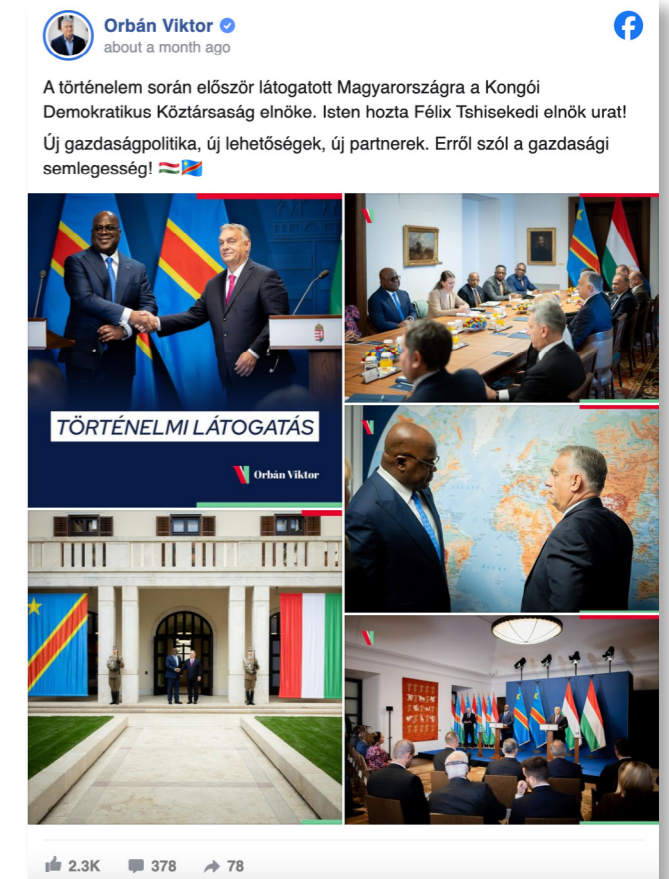 Orbán Viktor
about a month ago
A történelem során először látogatott Magyarországra a Kongói
Demokratikus Köztársaság elnöke. Isten hozta Félix Tshisekedi elnök urat!
Új gazdaságpolitika, új lehetőségek, új partnerek. Erről szól a gazdasági
semlegesség! 🇭🇺🇨🇩
TÖRTÉNELMI LÁTOGATÁS
Orbán Viktor
2.3K 378 78